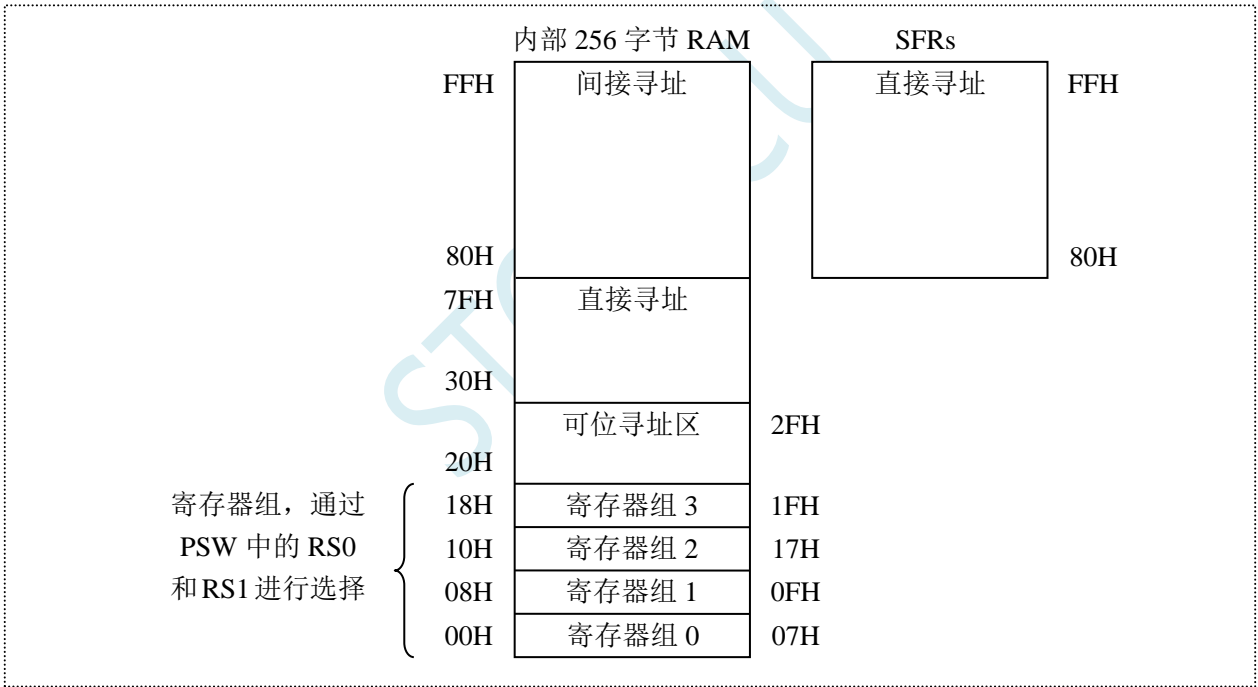 内部 256 字节 RAM SFRs
FFH 间接寻址 直接寻址 FFH
80H 80H
7FH 直接寻址
30H
可位寻址区 2FH
20H
寄存器组，通过 18H 寄存器组 3 1FH
PSW 中的 RS0 10H 寄存器组 2 17H
和 RS1 进行选择 08H 寄存器组 1 0FH
00H 寄存器组 0 07H